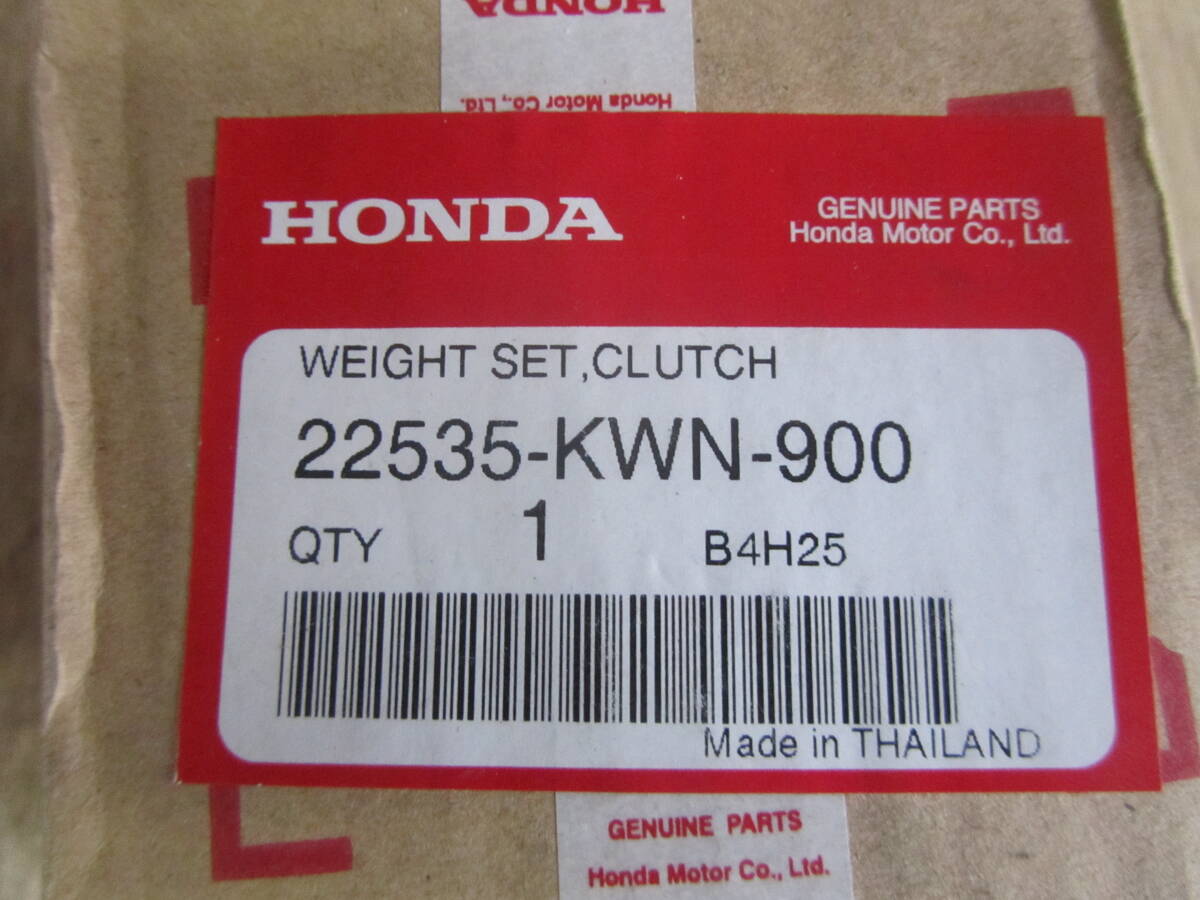 HONDA
Honda Motor Co., Ltd.
HONDA
GENUINE PARTS
Honda Motor Co., Ltd.
WEIGHT SET,CLUTCH
22535-KWN-900
QTY 1 B4H25
Made in THAILAND
GENUINE PARTS
Honda Motor Co., Ltd.